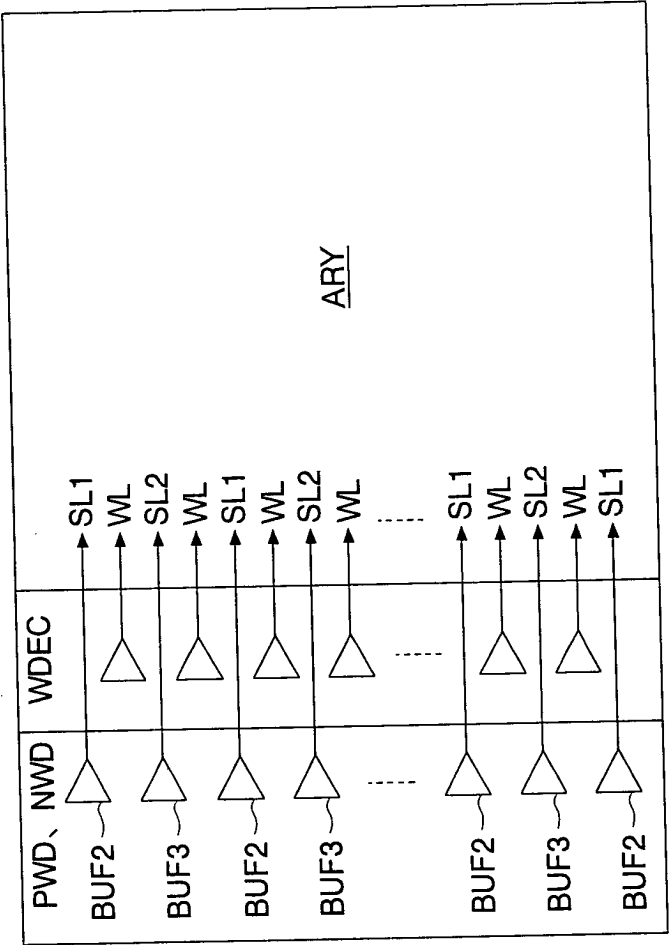 PWD、NWD WDEC
BUF2 SL1
WL
BUF3 SL2
WL
BUF2 SL1
WL
BUF3 SL2
WL
ARY
BUF2 SL1
WL
BUF3 SL2
WL
BUF2 SL1